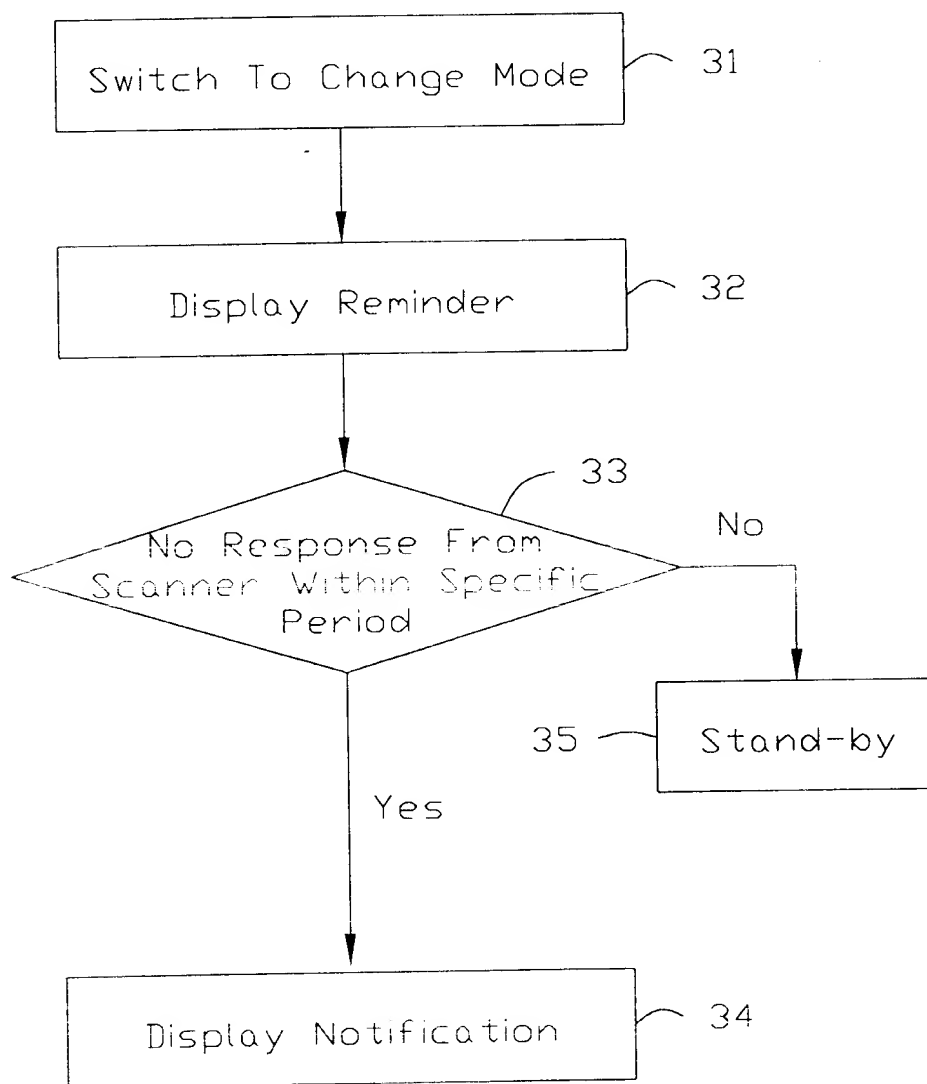 Switch To Change Mode
31
Display Reminder
32
33
No Response From
Scanner Within Specific
Period
No
35
Stand-by
Yes
Display Notification
34